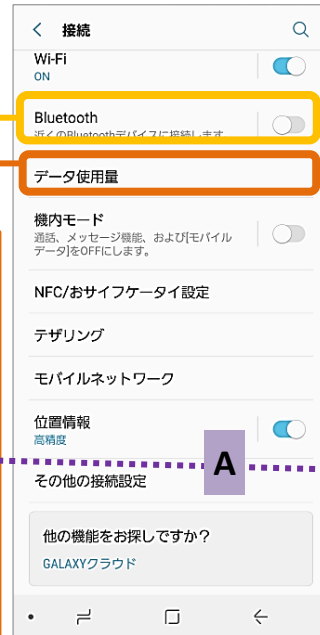 接続
Wi-Fi
ON
Bluetooth
近くのBluetoothデバイスに接続します
データ使用量
機内モード
通話、メッセージ機能、および[モバイル
データ]をOFFにします。
NFC/おサイフケータイ設定
テザリング
モバイルネットワーク
位置情報
高精度
A
その他の接続設定
他の機能をお探しですか？
GALAXYクラウド